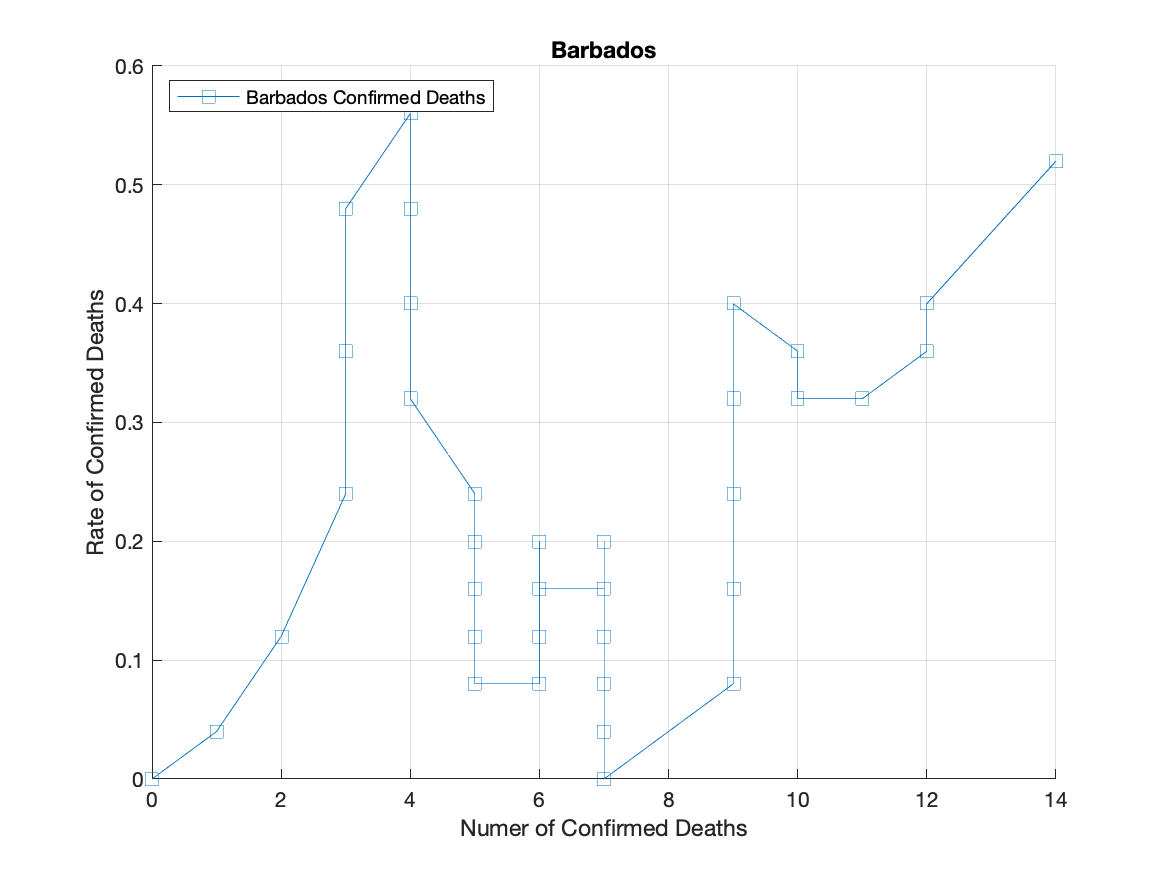 Barbados
Barbados Confirmed Deaths
0.6
0.5
0.4
0.3
0.2
0.1
0
Rate of Confirmed Deaths
0 2 4 6 8 10 12 14
Numer of Confirmed Deaths